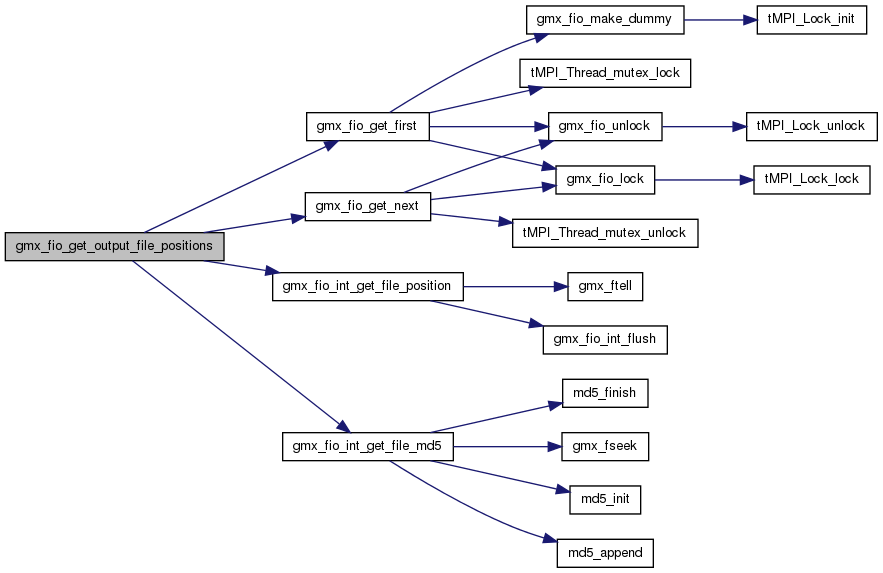 gmx_fio_make_dummy
tMPI_Lock_init
tMPI_Thread_mutex_lock
gmx_fio_get_first
gmx_fio_unlock
tMPI_Lock_unlock
gmx_fio_lock
tMPI_Lock_lock
gmx_fio_get_next
tMPI_Thread_mutex_unlock
gmx_fio_get_output_file_positions
gmx_fio_int_get_file_position
gmx_ftell
gmx_fio_int_flush
md5_finish
gmx_fio_int_get_file_md5
gmx_fseek
md5_init
md5_append